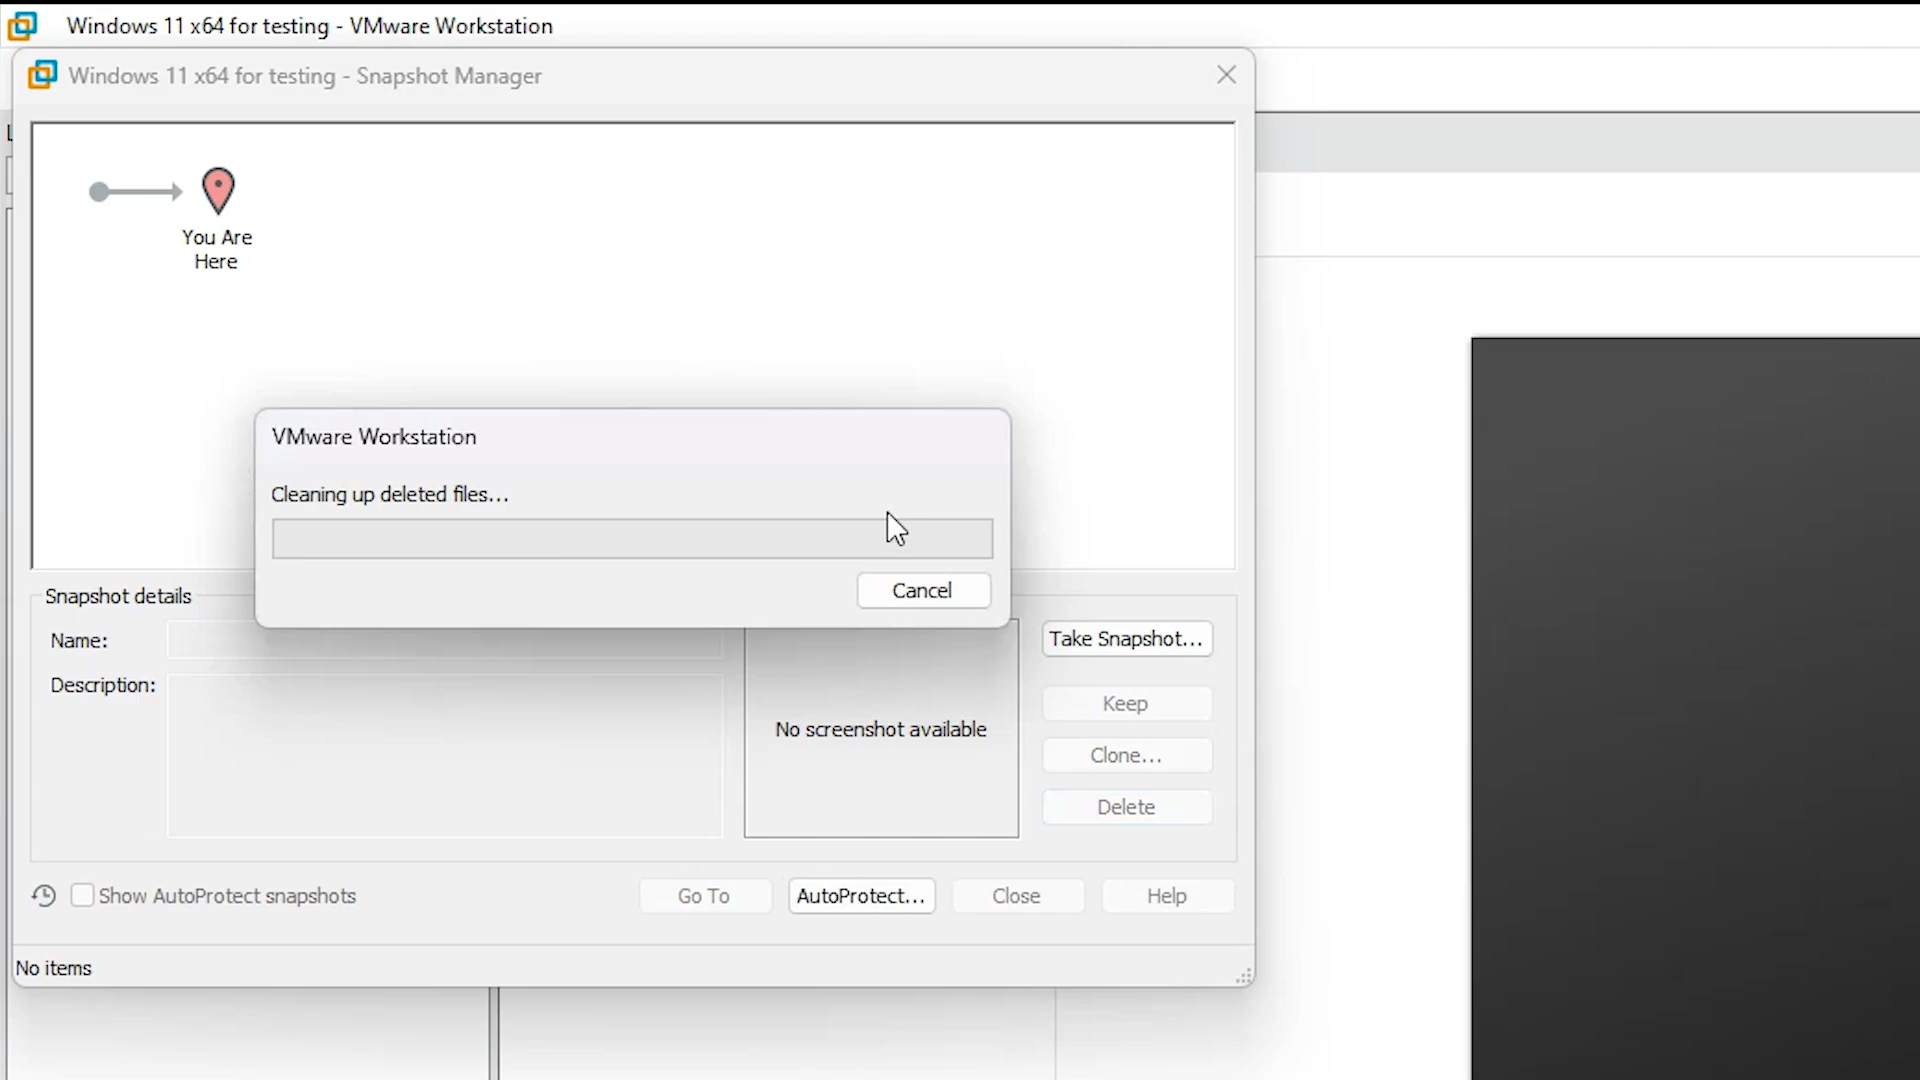 Windows 11 x64 for testing - VMware Workstation
Windows 11 x64 for testing - Snapshot Manager
You Are
Here
VMware Workstation
Cleaning up deleted files...
Cancel
Snapshot details
Name:
Description:
No screenshot available
Take Snapshot...
Keep
Clone...
Delete
Show AutoProtect snapshots
Go To
AutoProtect...
Close
Help
No items